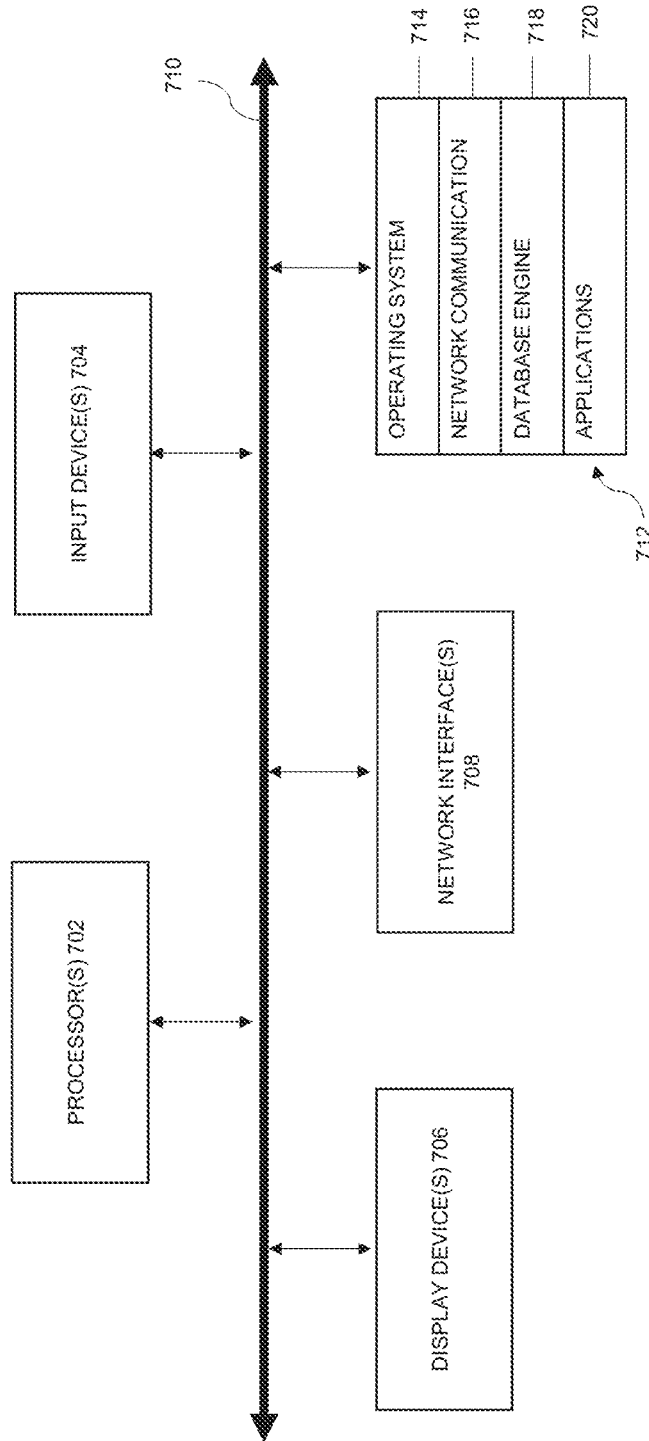 PROCESSOR(S) 702
INPUT DEVICE(S) 704
710
DISPLAY DEVICE(S) 706
NETWORK INTERFACE(S)
708
OPERATING SYSTEM
714
NETWORK COMMUNICATION
716
DATABASE ENGINE
718
APPLICATIONS
720
712